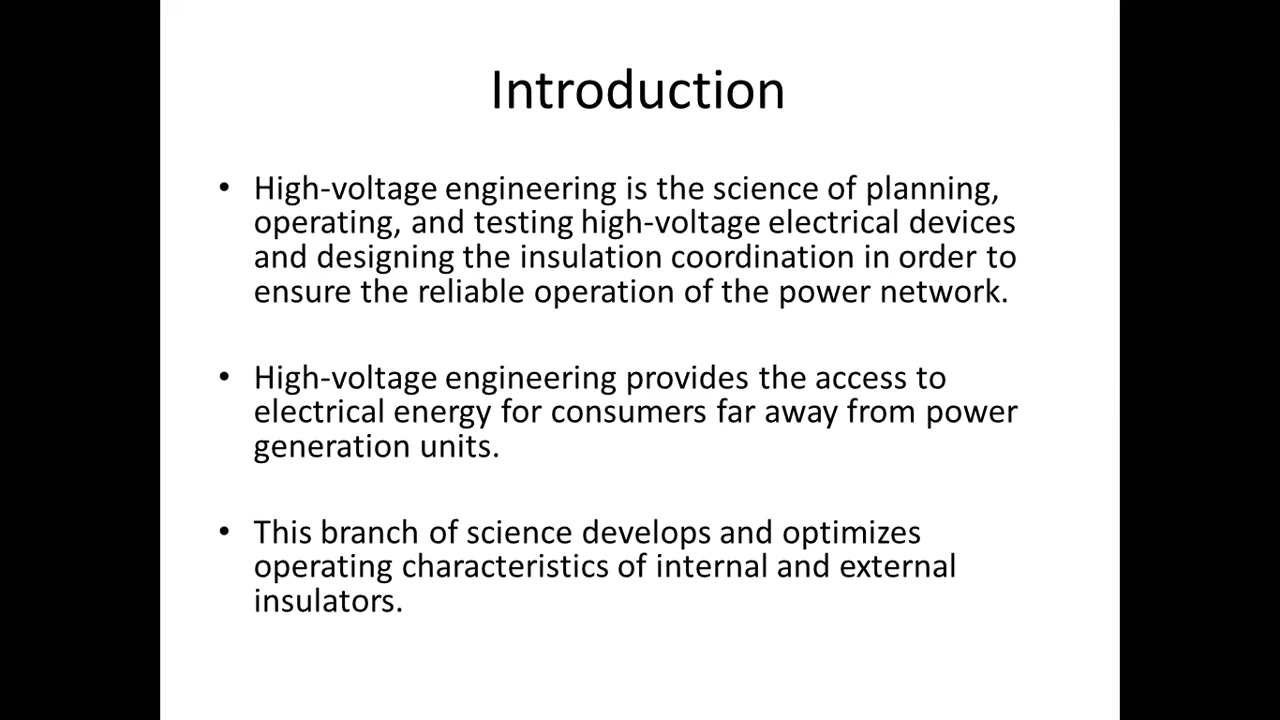 Introduction
• High-voltage engineering is the science of planning,
operating, and testing high-voltage electrical devices
and designing the insulation coordination in order to
ensure the reliable operation of the power network.
• High-voltage engineering provides the access to
electrical energy for consumers far away from power
generation units.
• This branch of science develops and optimizes
operating characteristics of internal and external
insulators.